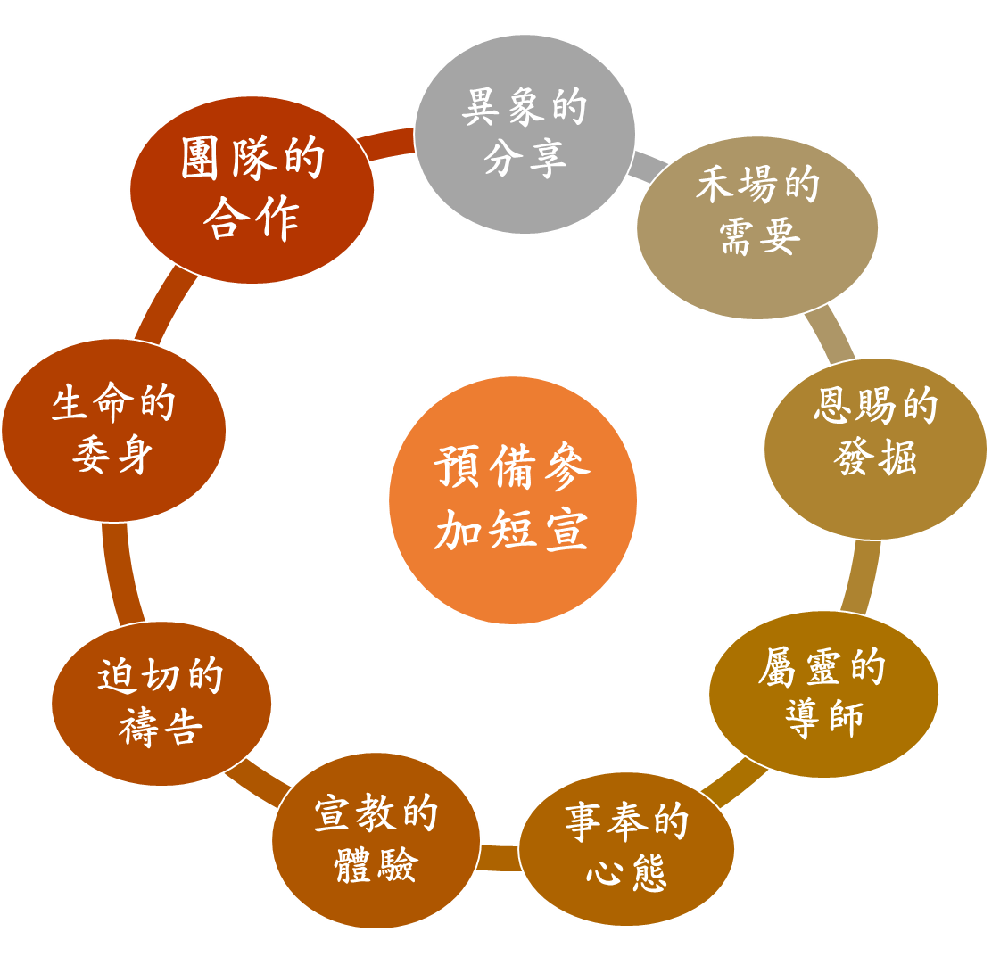 異象的
分享
禾場的
需要
恩賜的
發掘
屬靈的
導師
事奉的
心態
宣教的
體驗
迫切的
禱告
生命的
委身
團隊的
合作
預備參
加短宣